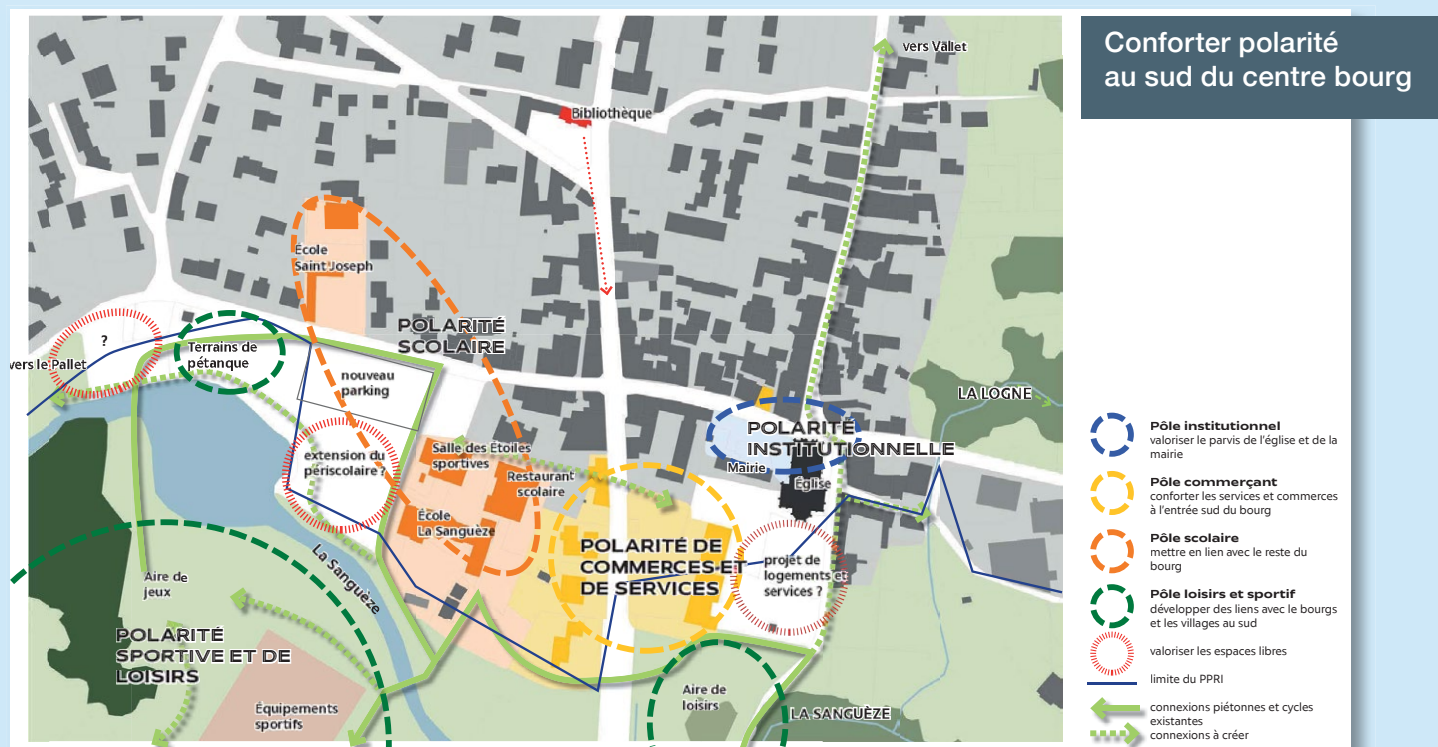 Conforter polarité
au sud du centre bourg
vers Vallet
Bibliothèque
École
Saint Joseph
POLARITÉ
SCOLAIRE
?
Terrains de
pétanque
vers le Pallet
nouveau
parking
LA LOGNE
POLARITÉ
INSTITUTIONNELLE
Mairie
Église
extension du
périscolaire ?
Salle des Étoiles
sportives
Restaurant
scolaire
École
La Sanguèze
POLARITÉ DE
COMMERCES ET
DE SERVICES
projet de
logements et
services ?
La Sanguèze
Aire de
jeux
POLARITÉ
SPORTIVE ET DE
LOISIRS
Équipements
sportifs
Aire de
loisirs
LA SANGUÈZE
Pôle institutionnel
valoriser le parvis de l'église et de la
mairie
Pôle commerçant
conforter les services et commerces
à l'entrée sud du bourg
Pôle scolaire
mettre en lien avec le reste du
bourg
Pôle loisirs et sportif
développer des liens avec le bourgs
et les villages au sud
valoriser les espaces libres
limite du PPRI
connexions piétonnes et cycles
existantes
connexions à créer